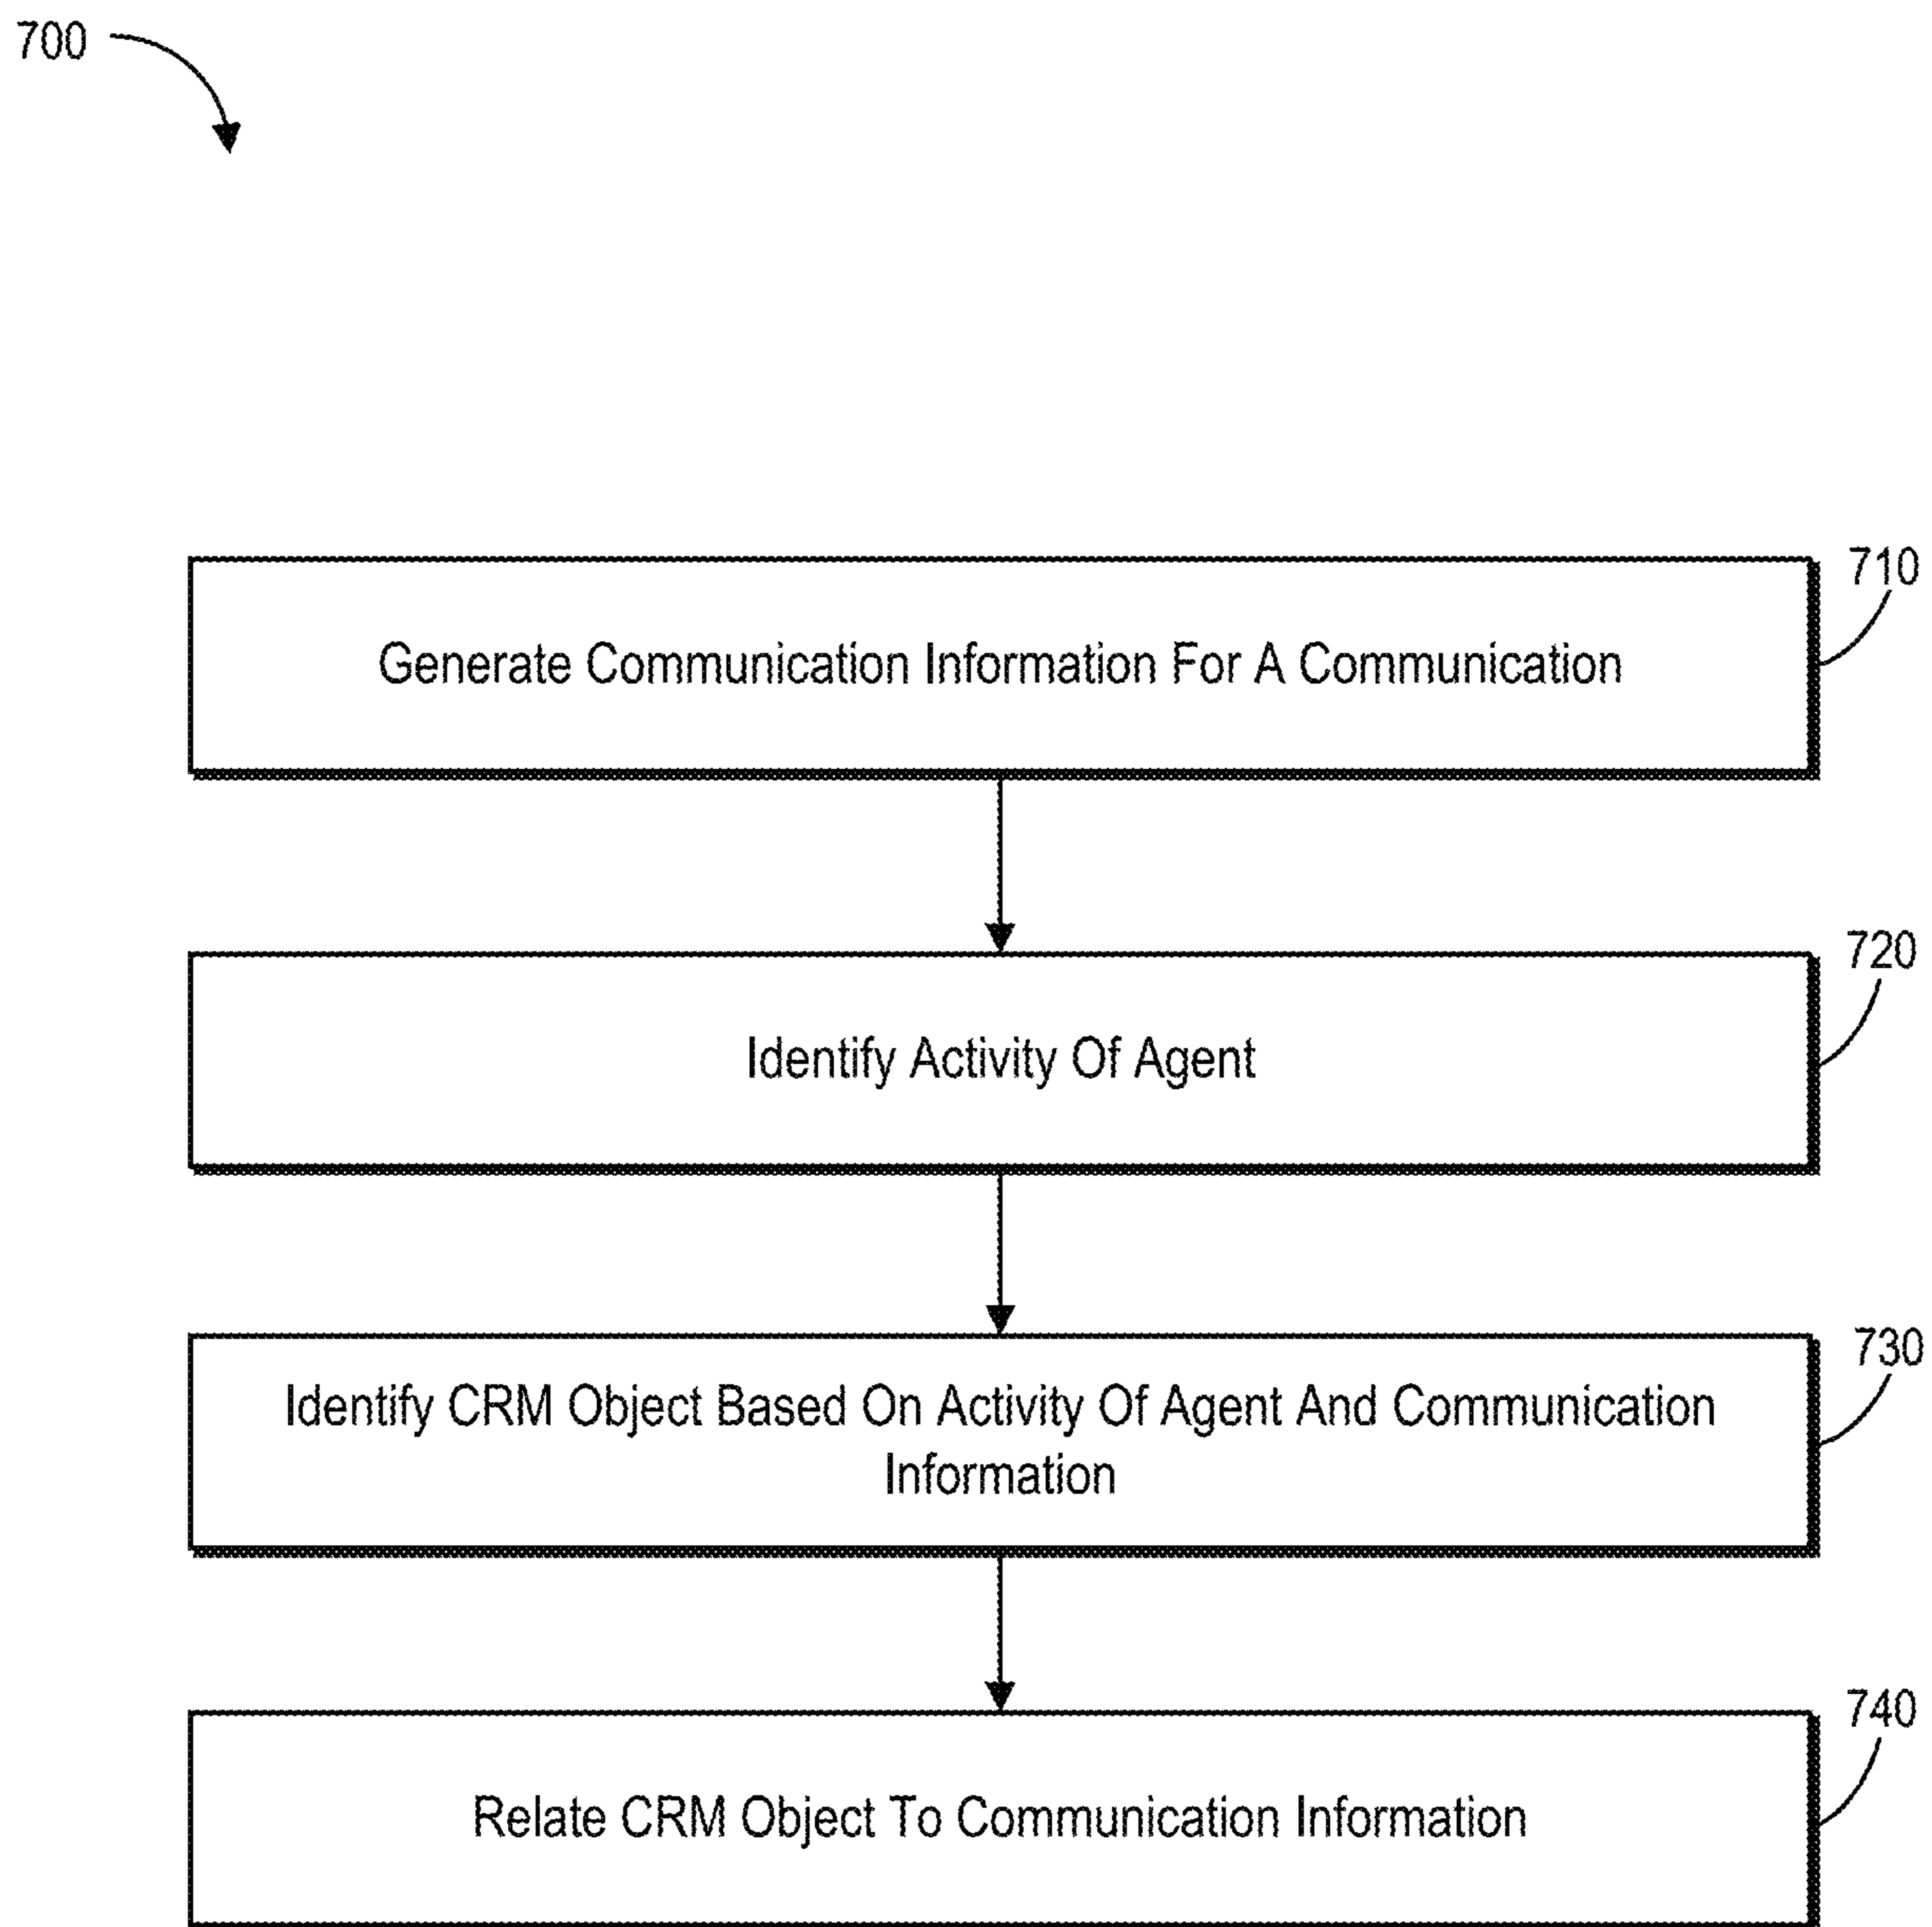 700
710
Generate Communication Information For A Communication
720
Identify Activity Of Agent
730
Identify CRM Object Based On Activity Of Agent And Communication
Information
740
Relate CRM Object To Communication Information